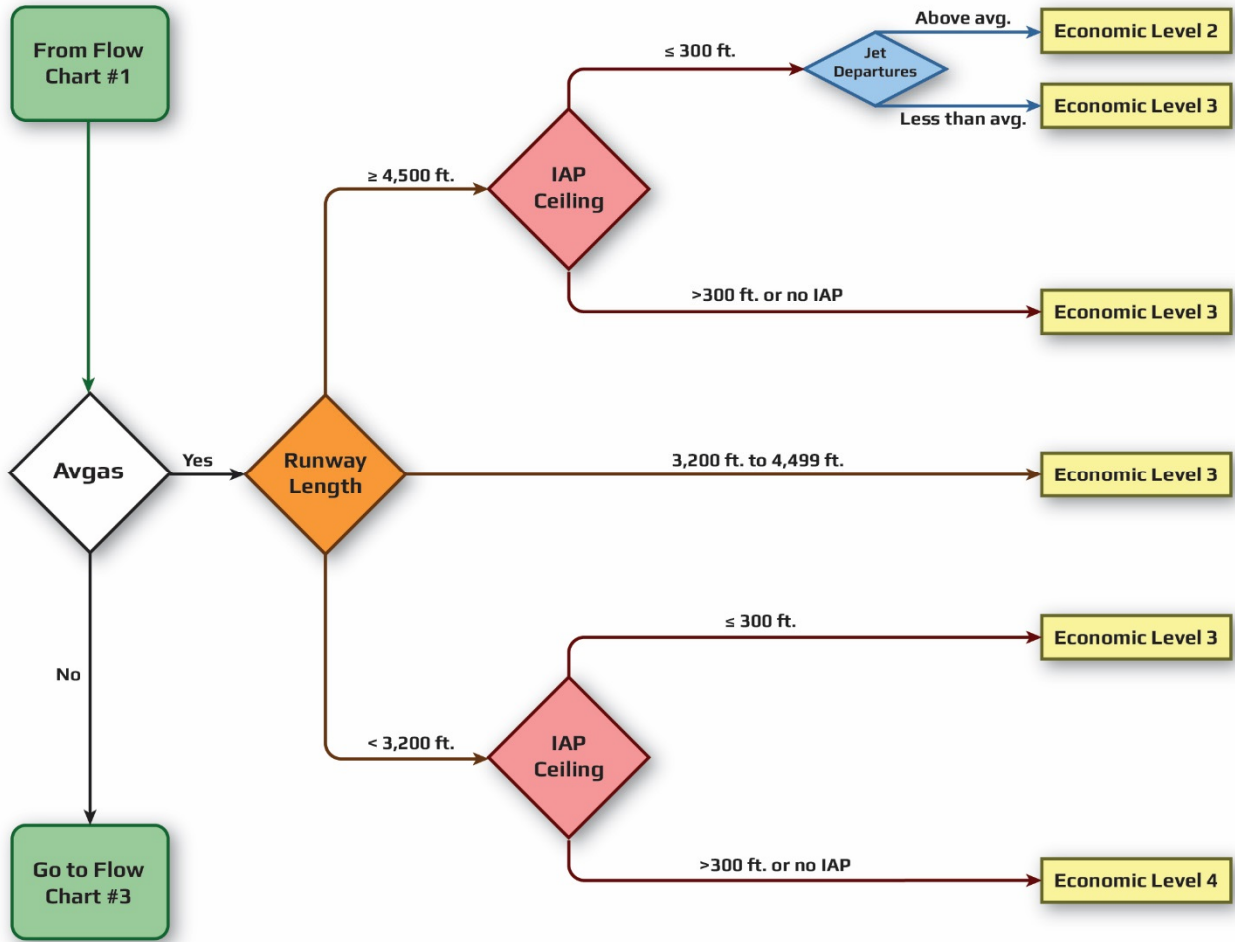 From Flow
Chart #1
Above avg.
Economic Level 2
≤ 300 ft.
Jet
Departures
Economic Level 3
Less than avg.
IAP
Ceiling
≥ 4,500 ft.
>300 ft. or no IAP
Economic Level 3
Avgas
Yes
Runway
Length
3,200 ft. to 4,499 ft.
Economic Level 3
≤ 300 ft.
Economic Level 3
No
< 3,200 ft.
IAP
Ceiling
Go to Flow
Chart #3
>300 ft. or no IAP
Economic Level 4